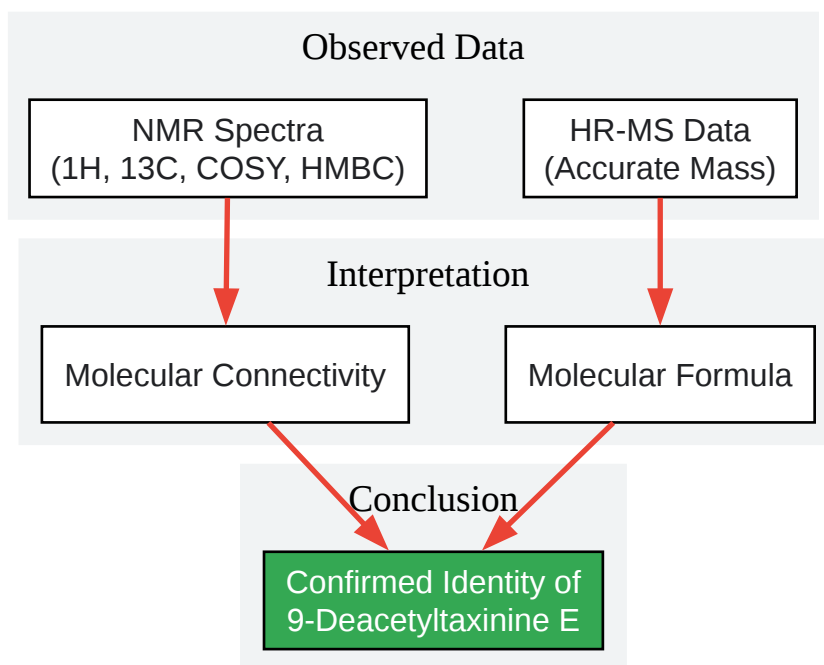 Observed Data
NMR Spectra
(1H, 13C, COSY, HMBC)
HR-MS Data
(Accurate Mass)
Interpretation
Molecular Connectivity
Molecular Formula
Conclusion
Confirmed Identity of
9-Deacetyltaxinine E